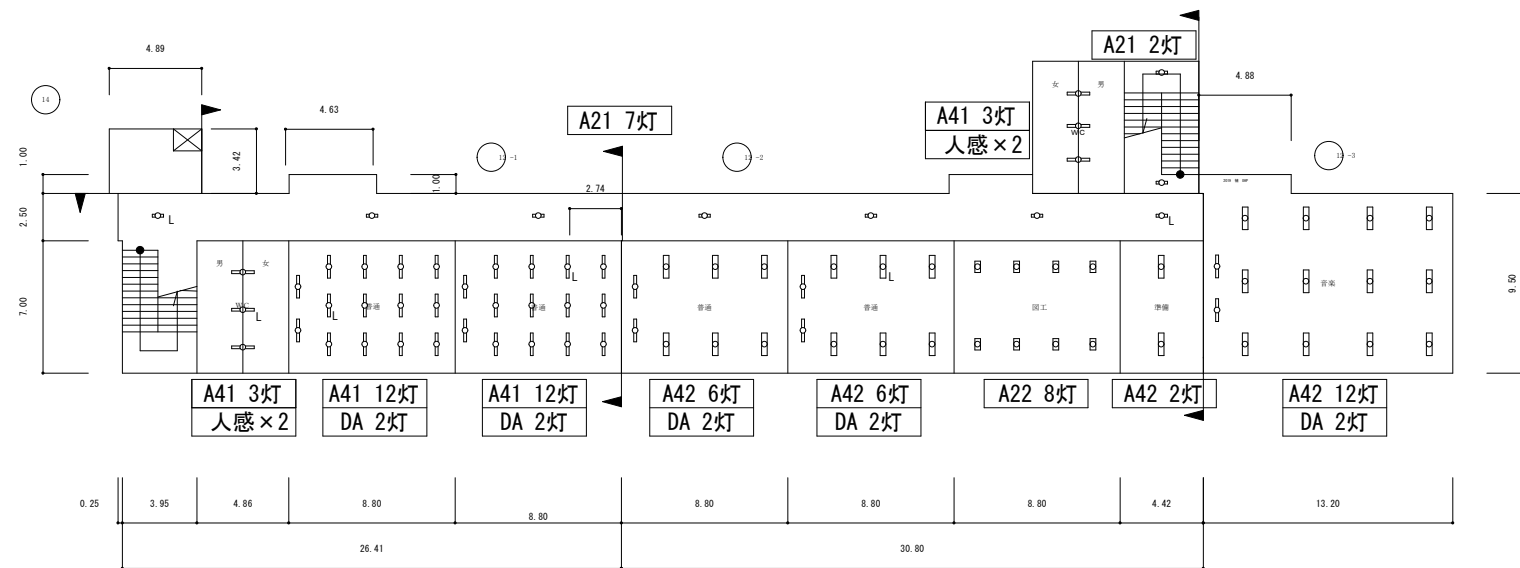 A21 2灯
4.89
4.88
14
4.63
A21 7灯
A41 3灯
人感×2
女
男
WC
12 -1
12 -2
12 -3
1.00
3.42
1.00
2.74
2.50
L
L
男
女
WC
L
普通
L
普通
L
普通
普通
L
図工
準備
音楽
7.00
9.50
A41 3灯
人感×2
A41 12灯
DA 2灯
A41 12灯
DA 2灯
A42 6灯
DA 2灯
A42 6灯
DA 2灯
A22 8灯
A42 2灯
A42 12灯
DA 2灯
0.25
3.95
4.86
8.80
8.80
8.80
8.80
8.80
4.42
13.20
26.41
30.80